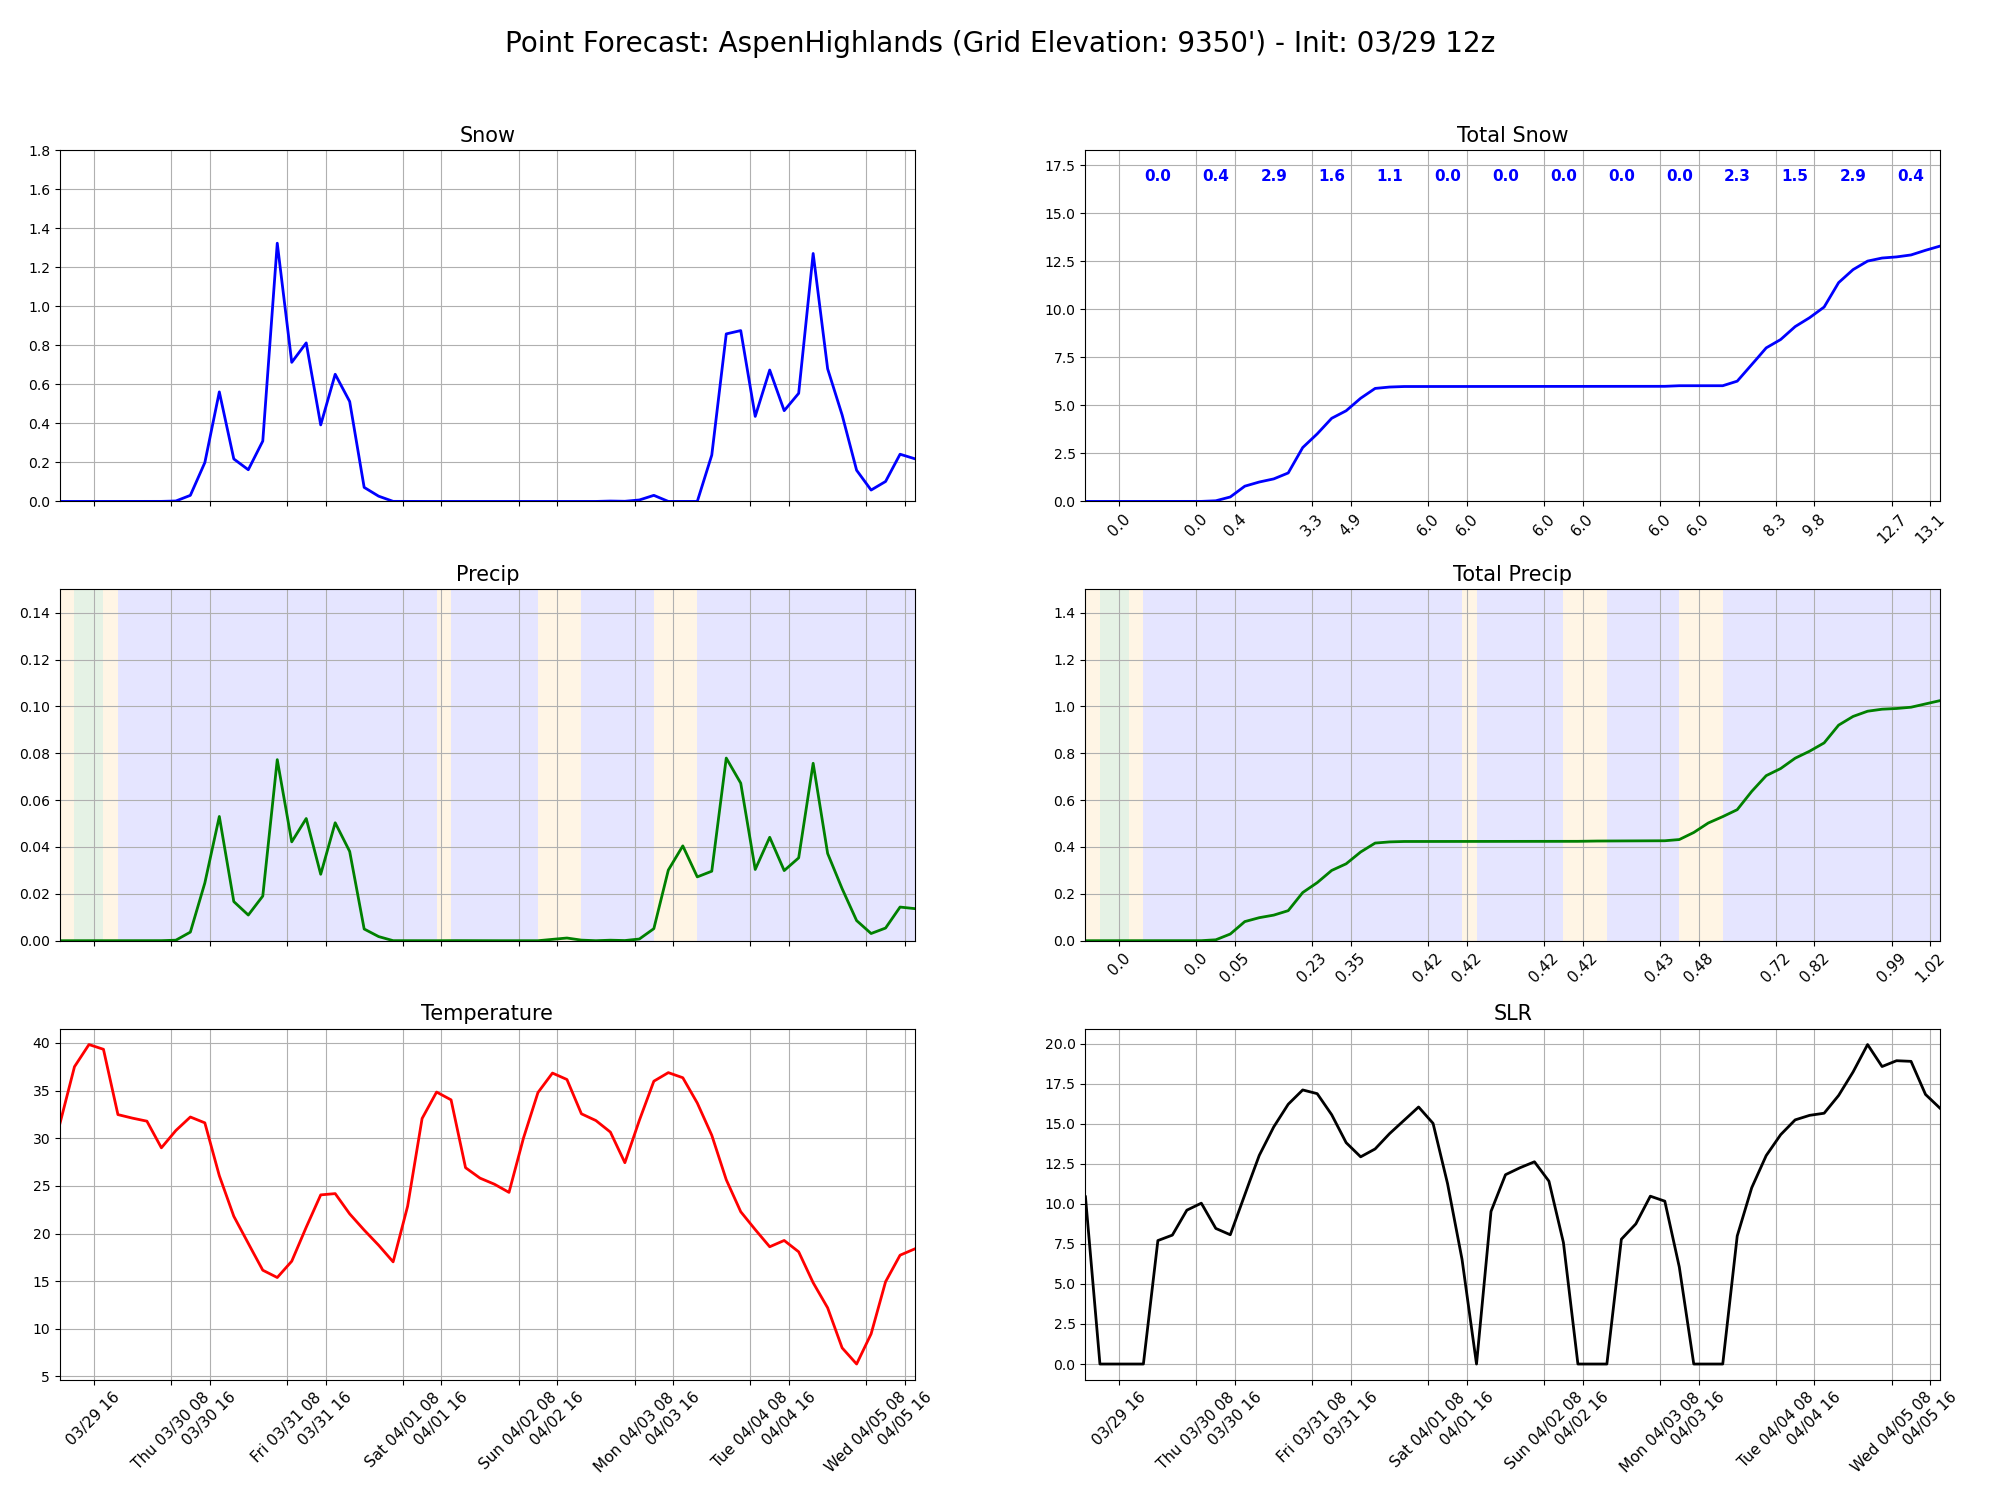 Point Forecast: AspenHighlands (Grid Elevation: 9350') - Init: 03/29 12z
Snow
1.8
1.6
1.4
1.2
1.0
0.8
0.6
0.4
0.2
0.0
Total Snow
17.5
15.0
12.5
10.0
7.5
5.0
2.5
0.0
0.0 0.4 2.9 1.6 1.1 0.0 0.0 0.0 0.0 0.0 2.3 1.5 2.9 0.4
0.0 0.0 0.4 3.3 4.9 6.0 6.0 6.0 6.0 6.0 6.0 8.3 9.8 12.7 13.1
Precip
0.14
0.12
0.10
0.08
0.06
0.04
0.02
0.00
Total Precip
1.4
1.2
1.0
0.8
0.6
0.4
0.2
0.0
0.0 0.0 0.05 0.23 0.35 0.42 0.42 0.42 0.42 0.43 0.48 0.72 0.82 0.99 1.02
Temperature
40
35
30
25
20
15
10
5
03/29 16
Thu 03/30 08
03/30 16
Fri 03/31 08
03/31 16
Sat 04/01 08
04/01 16
Sun 04/02 08
04/02 16
Mon 04/03 08
04/03 16
Tue 04/04 08
04/04 16
Wed 04/05 08
04/05 16
SLR
20.0
17.5
15.0
12.5
10.0
7.5
5.0
2.5
0.0
03/29 16
Thu 03/30 08
03/30 16
Fri 03/31 08
03/31 16
Sat 04/01 08
04/01 16
Sun 04/02 08
04/02 16
Mon 04/03 08
04/03 16
Tue 04/04 08
04/04 16
Wed 04/05 08
04/05 16